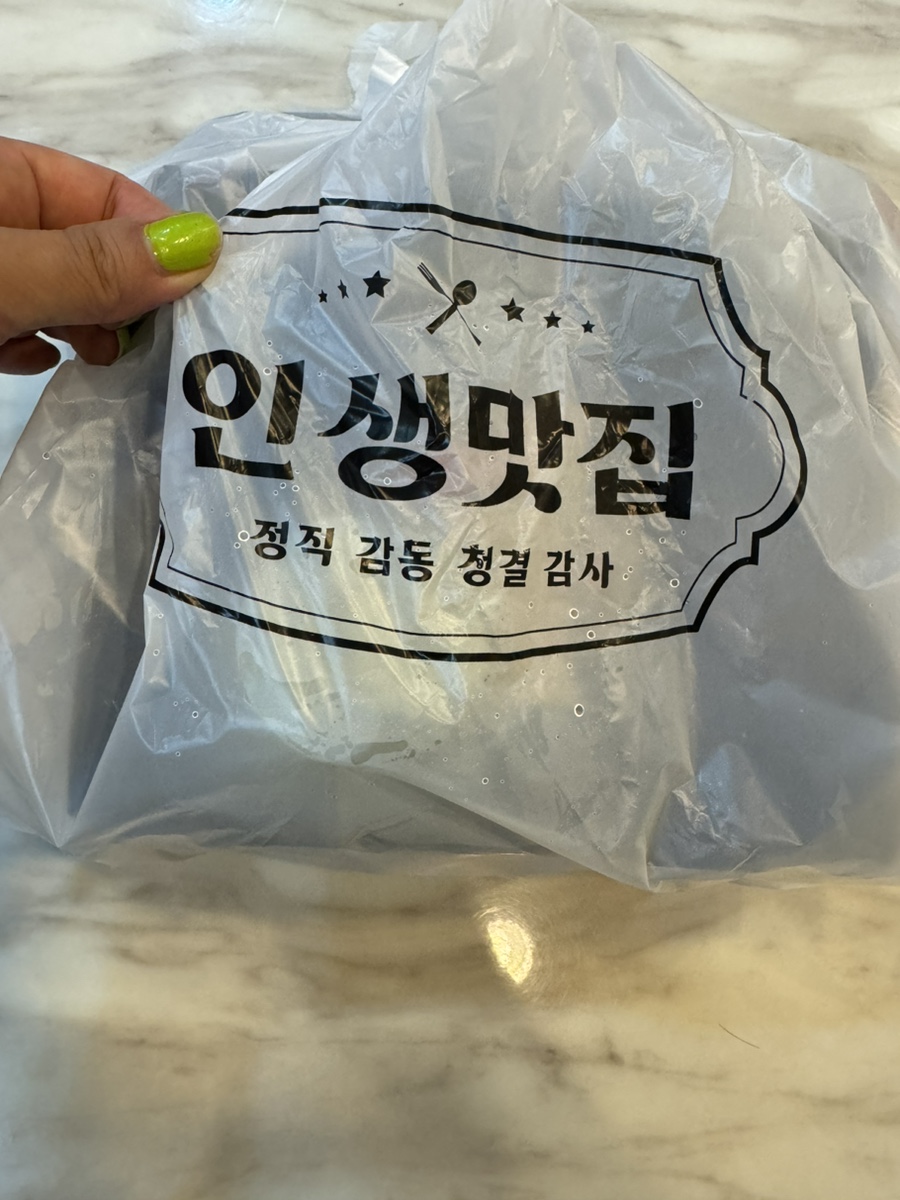 인생맛집
정직 감동 청결 감사